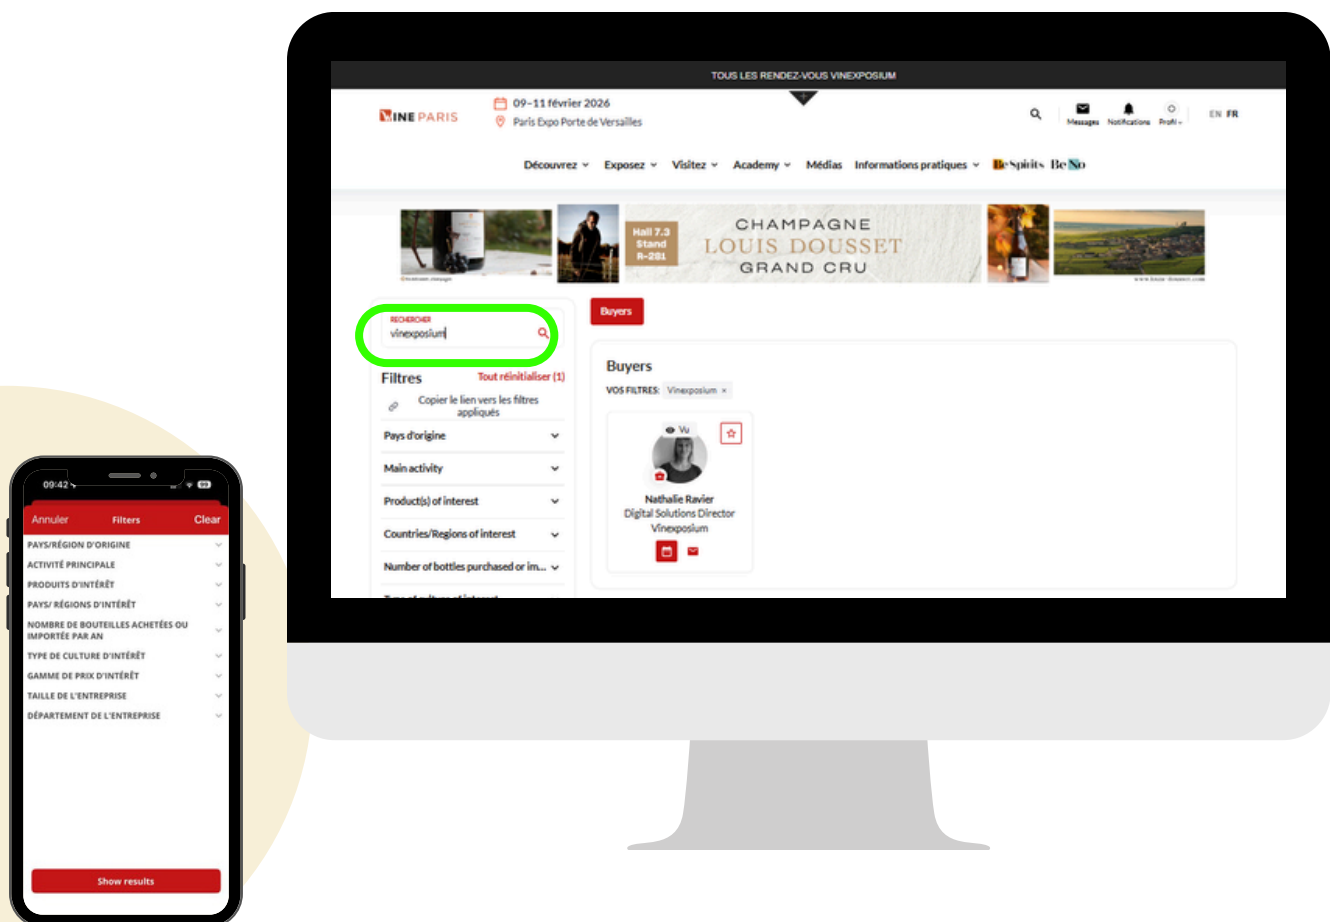 TOUS LES RENDEZ-VOUS VINEXPOSIUM
WINE PARIS
09–11 février 2026
Paris Expo Porte de Versailles
Messages
Notifications
Profil
EN FR
Découvrez
Exposez
Visitez
Academy
Médias
Informations pratiques
Be Spirits
Be No
Hall 7.3
Stand
R-281
CHAMPAGNE
LOUIS DOUSSET
GRAND CRU
RECHERCHER
vinexposium
Filtres
Tout réinitialiser (1)
Copier le lien vers les filtres
appliqués
Pays d'origine
Main activity
Product(s) of interest
Countries/Regions of interest
Number of bottles purchased or im...
Buyers
Buyers
VOS FILTRES: Vinexposium ×
Vu
Nathalie Ravier
Digital Solutions Director
Vinexposium
09:42
99
Annuler
Filters
Clear
PAYS/RÉGION D'ORIGINE
ACTIVITÉ PRINCIPALE
PRODUITS D'INTÉRÊT
PAYS/ RÉGIONS D'INTÉRÊT
NOMBRE DE BOUTEILLES ACHETÉES OU
IMPORTÉE PAR AN
TYPE DE CULTURE D'INTÉRÊT
GAMME DE PRIX D'INTÉRÊT
TAILLE DE L'ENTREPRISE
DÉPARTEMENT DE L'ENTREPRISE
Show results